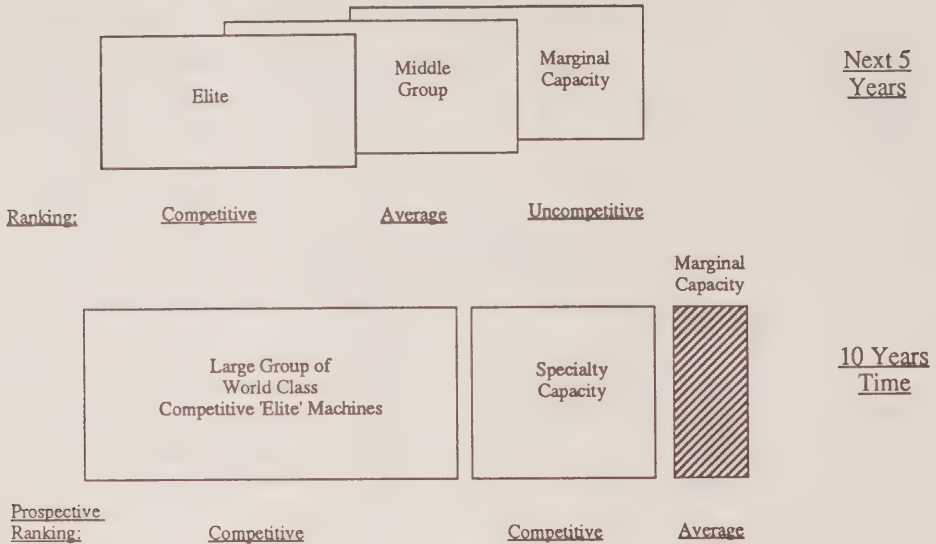 Elite
Middle
Group
Marginal
Capacity
Next 5
Years
Ranking:
Competitive
Average
Uncompetitive
Marginal
Capacity
Large Group of
World Class
Competitive 'Elite' Machines
Specialty
Capacity
10 Years
Time
Prospective
Ranking:
Competitive
Competitive
Average